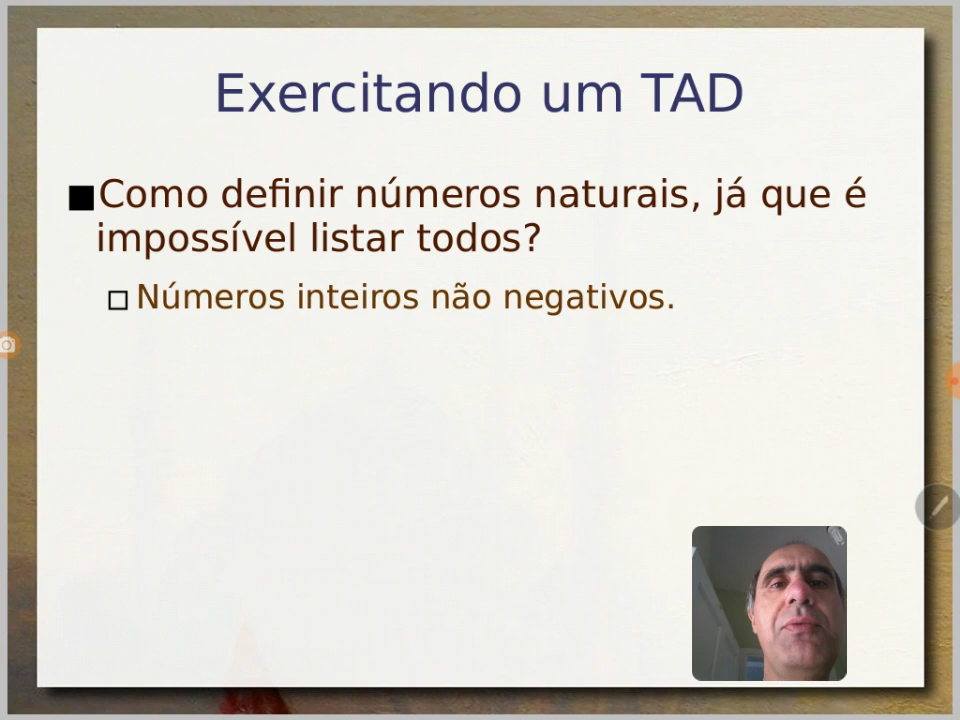 Exercitando um TAD
Como definir números naturais, já que é
impossível listar todos?
Números inteiros não negativos.